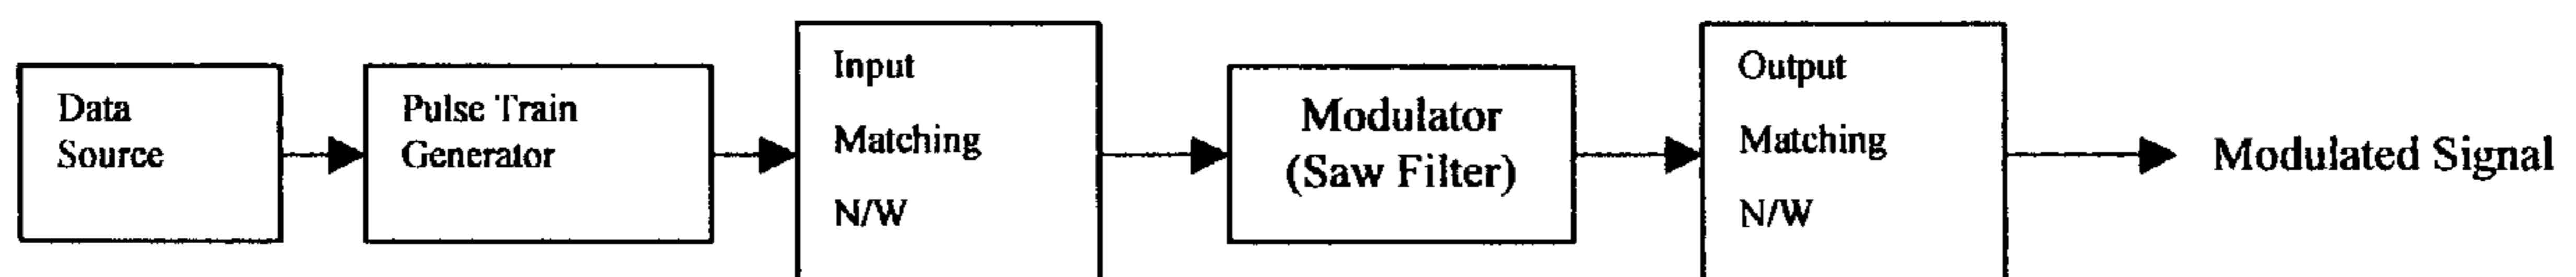 Data
Source
Pulse Train
Generator
Input
Matching
N/W
Modulator
(Saw Filter)
Output
Matching
N/W
Modulated Signal